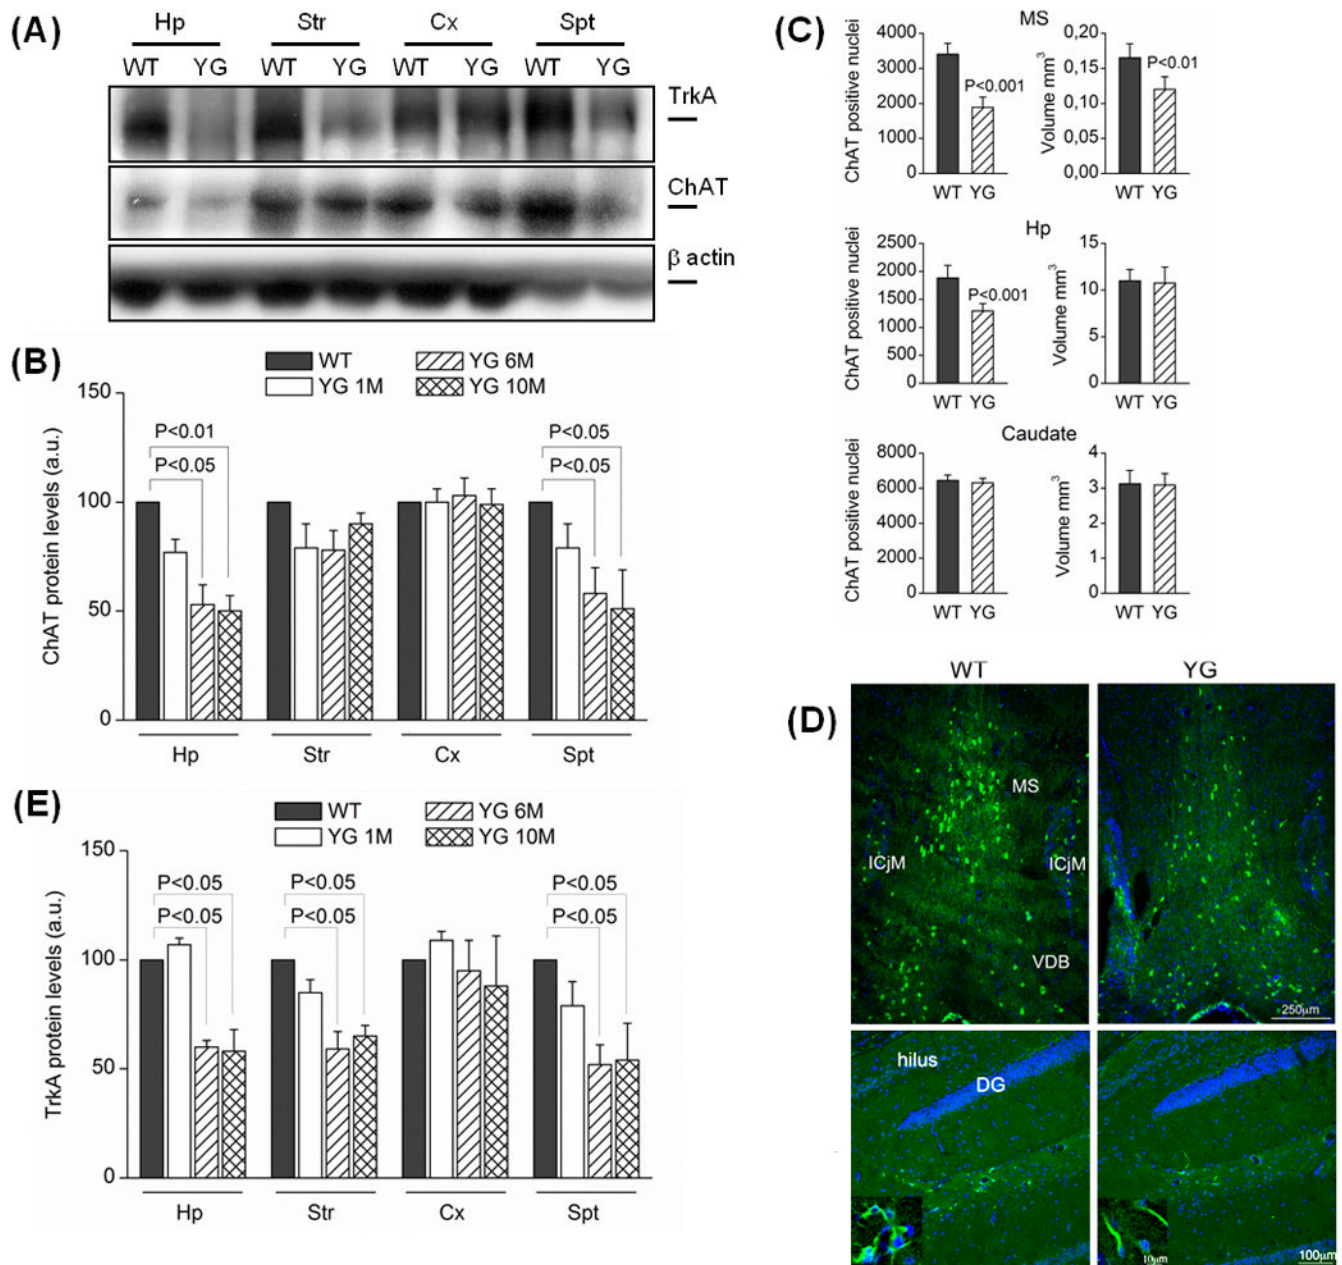 (A)
Hp Str Cx Spt
WT YG WT YG WT YG WT YG
TrkA
ChAT
β actin
(B)
WT YG 6M
YG 1M YG 10M
ChAT protein levels (a.u.)
150
100
50
0
P<0.01
P<0.05
P<0.05
P<0.05
Hp Str Cx Spt
(E)
WT YG 6M
YG 1M YG 10M
TrkA protein levels (a.u.)
150
100
50
0
P<0.05
P<0.05
P<0.05
P<0.05
P<0.05
P<0.05
Hp Str Cx Spt
(C)
MS
ChAT positive nuclei
4000
3000
2000
1000
0
P<0.001
WT YG
Volume mm³
0,20
0,15
0,10
0,05
0,00
P<0.01
WT YG
Hp
ChAT positive nuclei
2500
2000
1500
1000
500
0
P<0.001
WT YG
Volume mm³
15
10
5
0
WT YG
Caudate
ChAT positive nuclei
8000
6000
4000
2000
0
WT YG
Volume mm³
4
3
2
1
0
WT YG
(D)
WT YG
MS
ICjM ICjM
VDB
250µm
hilus
DG
10µm
100µm